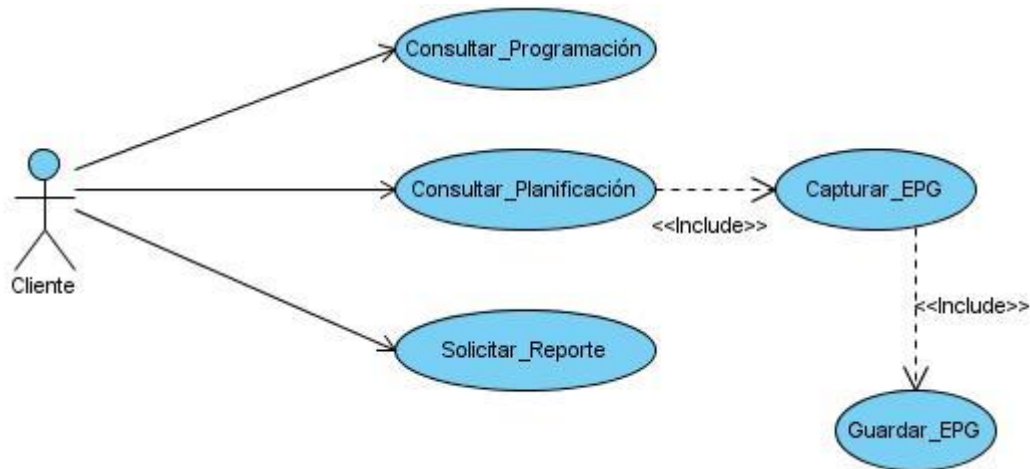 Consultar_Programación
Consultar_Planificación
Capturar_EPG
<<Include>>
Cliente
<<Include>>
Solicitar_Reporte
Guardar_EPG